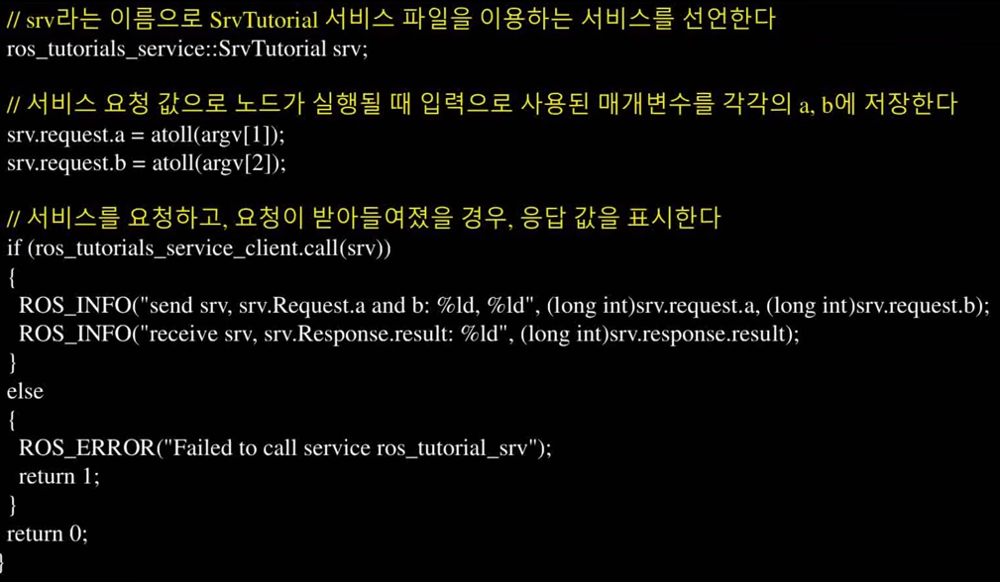 // srv라는 이름으로 SrvTutorial 서비스 파일을 이용하는 서비스를 선언한다
ros_tutorials_service::SrvTutorial srv;
// 서비스 요청 값으로 노드가 실행될 때 입력으로 사용된 매개변수를 각각의 a, b에 저장한다
srv.request.a = atoll(argv[1]);
srv.request.b = atoll(argv[2]);
// 서비스를 요청하고, 요청이 받아들여졌을 경우, 응답 값을 표시한다
if (ros_tutorials_service_client.call(srv))
{
ROS_INFO("send srv, srv.Request.a and b: %ld, %ld", (long int)srv.request.a, (long int)srv.request.b);
ROS_INFO("receive srv, srv.Response.result: %ld", (long int)srv.response.result);
}
else
{
ROS_ERROR("Failed to call service ros_tutorial_srv");
return 1;
}
return 0;
}